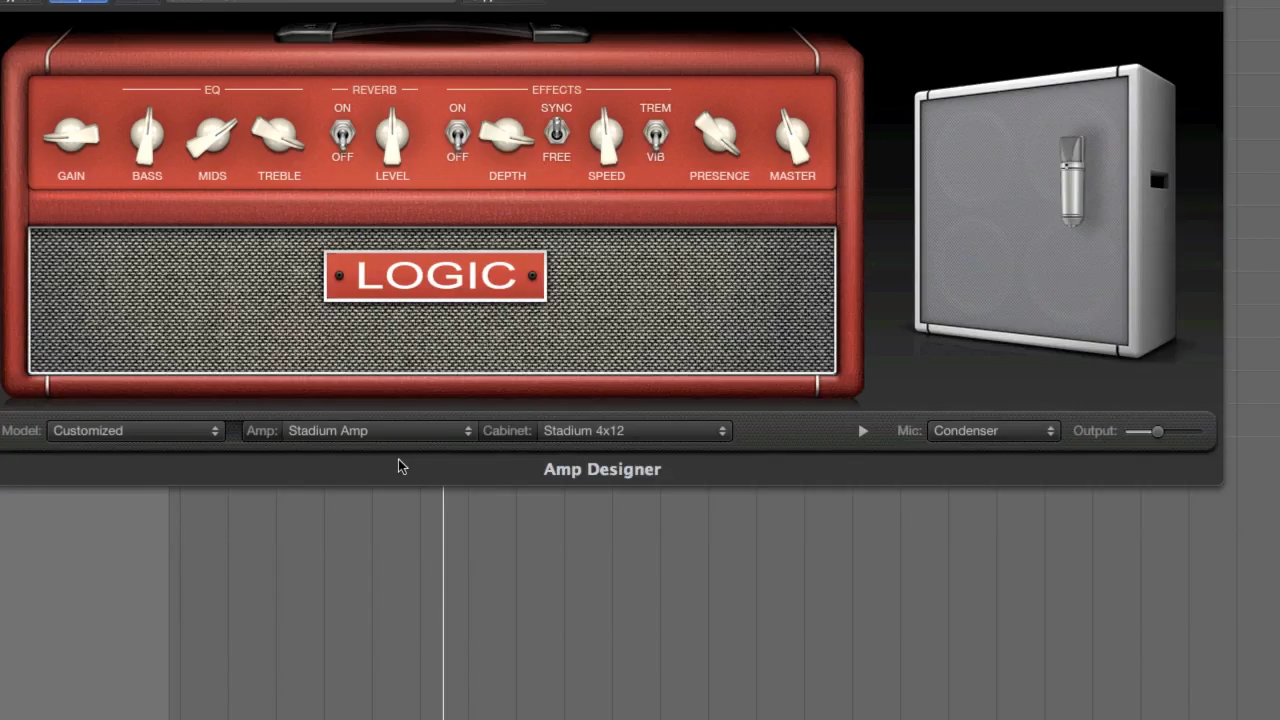 EQ REVERB EFFECTS
ON ON SYNC TREM
OFF OFF FREE ViB
GAIN BASS MIDS TREBLE LEVEL DEPTH SPEED PRESENCE MASTER
LOGIC
Model: Customized Amp: Stadium Amp Cabinet: Stadium 4x12 Mic: Condenser Output:
Amp Designer